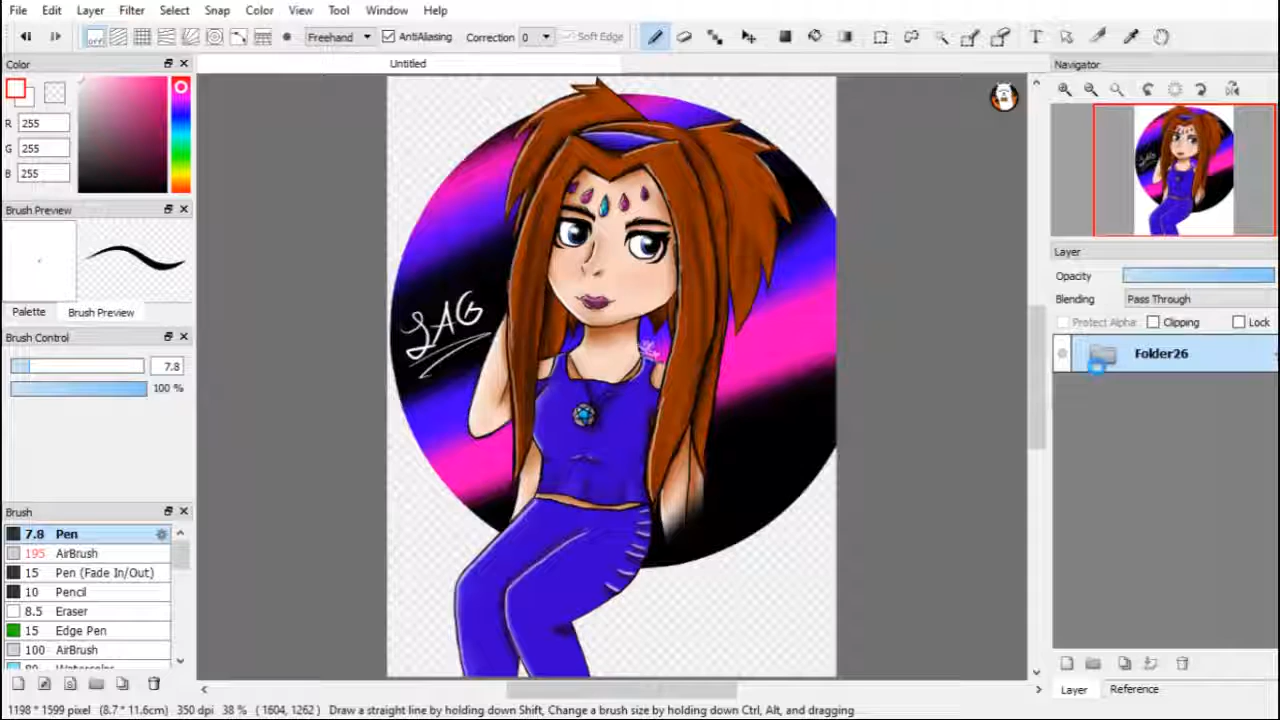 File Edit Layer Filter Select Snap Color View Tool Window Help
OFF Freehand AntiAliasing Correction 0 Soft Edge T
Color
Untitled
Navigator
R 255
G 255
B 255
Brush Preview
Layer
Opacity
Blending Pass Through
Protect Alpha Clipping Lock
Folder26
Palette Brush Preview
Brush Control
7.8
100 %
LAG
Brush
7.8 Pen
195 AirBrush
15 Pen (Fade In/Out)
10 Pencil
8.5 Eraser
15 Edge Pen
100 AirBrush
80 Watercolor
Layer Reference
1198 * 1599 pixel (8.7 * 11.6cm) 350 dpi 38 % ( 1604, 1262 ) Draw a straight line by holding down Shift, Change a brush size by holding down Ctrl, Alt, and dragging